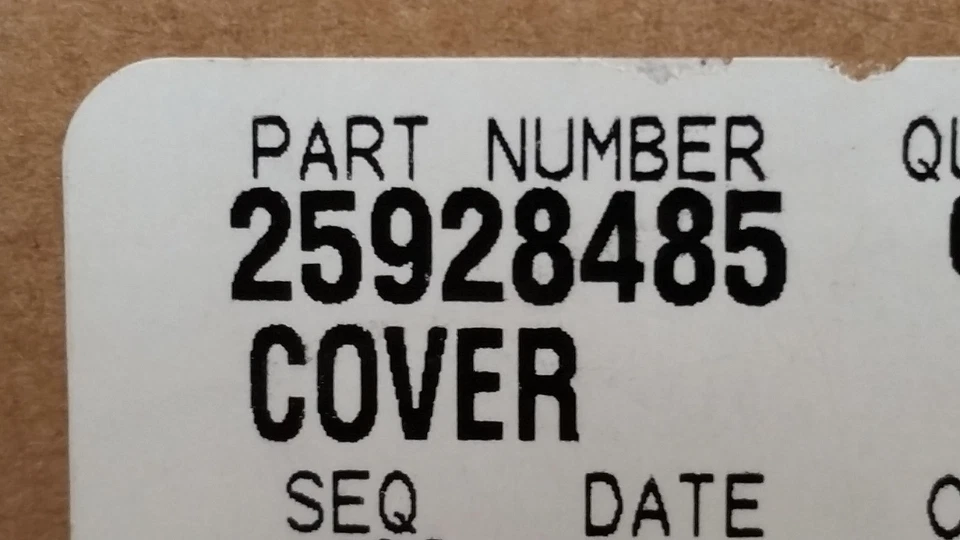 PART NUMBER
25928485
COVER
SEQ DATE